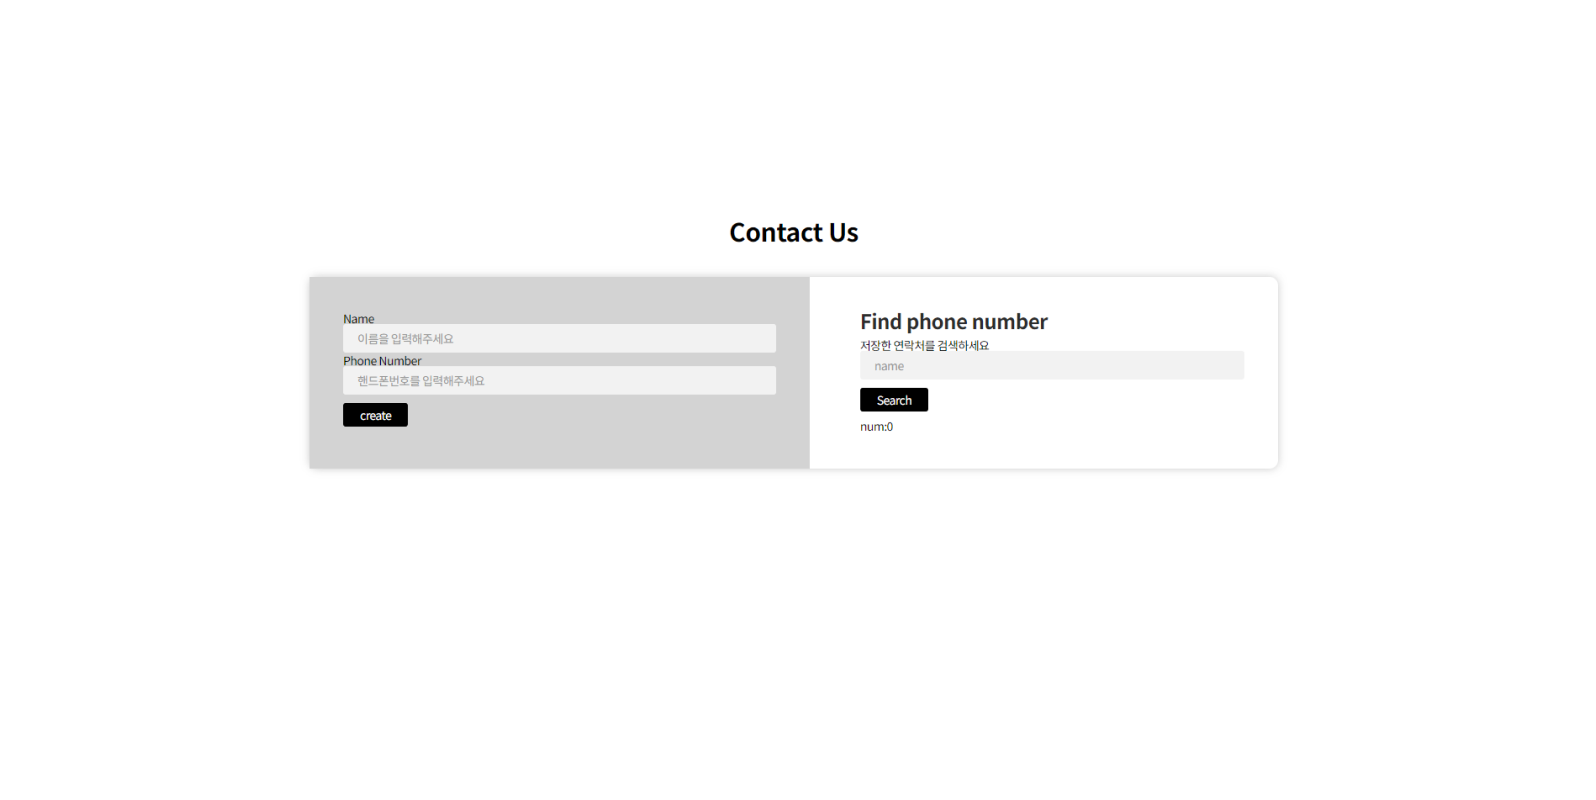 Contact Us
Name
이름을 입력해주세요
Phone Number
핸드폰번호를 입력해주세요
create
Find phone number
저장한 연락처를 검색하세요
name
Search
num:0